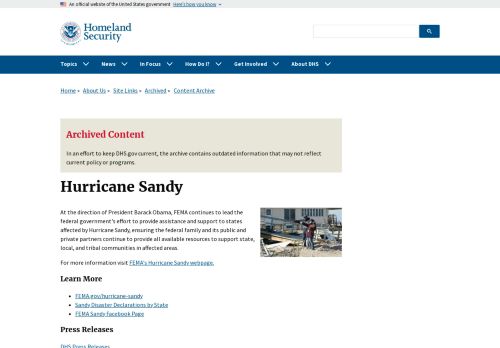 An official website of the United States government Here's how you know
Homeland
Security
Topics News In Focus How Do I? Get Involved About DHS
Home About Us Site Links Archived Content Archive
Archived Content
In an effort to keep DHS.gov current, the archive contains outdated information that may not reflect
current policy or programs.
Hurricane Sandy
At the direction of President Barack Obama, FEMA continues to lead the
federal government's effort to provide assistance and support to states
affected by Hurricane Sandy, ensuring the federal family and its public and
private partners continue to provide all available resources to support state,
local, and tribal communities in affected areas.
For more information visit FEMA's Hurricane Sandy webpage.
Learn More
FEMA.gov/hurricane-sandy
Sandy Disaster Declarations by State
FEMA Sandy Facebook Page
Press Releases
DHS Press Releases